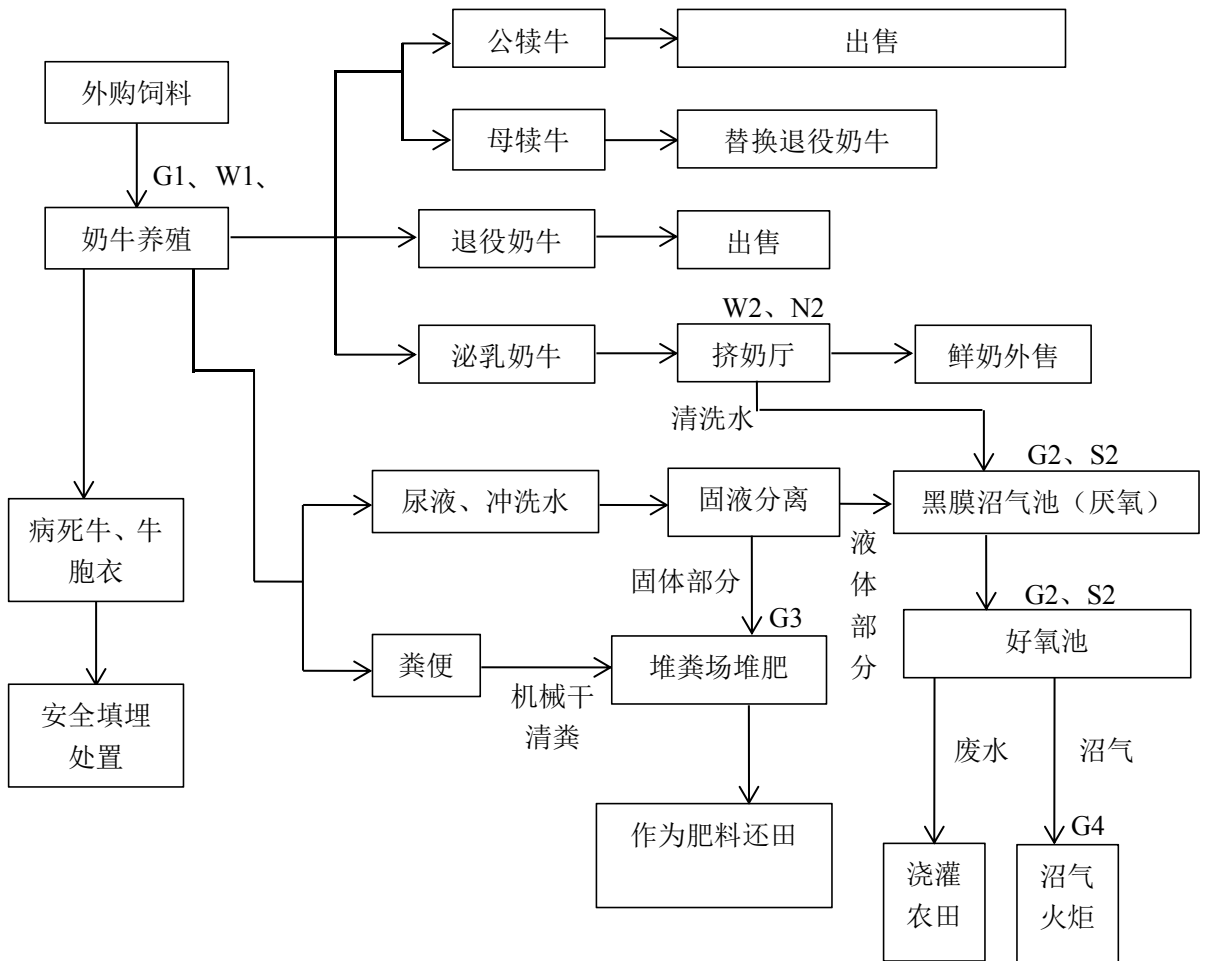 公犊牛
出售
外购饲料
母犊牛
替换退役奶牛
G1、W1、
奶牛养殖
退役奶牛
出售
W2、N2
泌乳奶牛
挤奶厅
鲜奶外售
清洗水
G2、S2
尿液、冲洗水
固液分离
黑膜沼气池（厌氧）
病死牛、牛
胞衣
固体部分
液
体
部
分
G2、S2
G3
好氧池
粪便
堆粪场堆肥
机械干
清粪
安全填埋
处置
废水
沼气
作为肥料还田
G4
浇灌
农田
沼气
火炬